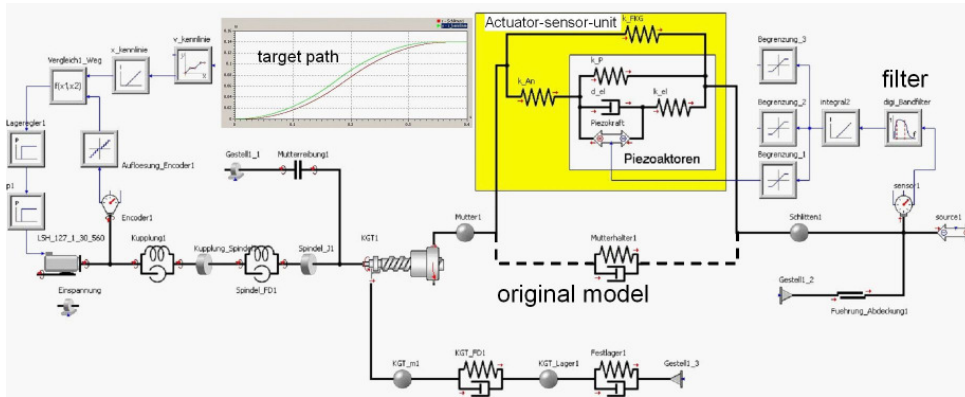 v_kennlinie
x_kennlinie
Vergleich1_Weg
f(x1,x2)
Lageregler1
P
p1
P
Aufloesung_Encoder1
Encoder1
LSH_127_1_30_560
Einspannung
Kupplung1
Spindel_FD1
Spindel_J1
target path
Gestell1_1
Mutterreibung1
KGT1
Mutter1
Actuator-sensor-unit
k_An
k_P
d_el
k_el
Piezokraft
Piezoaktoren
Mutterhalter1
original model
Begrenzung_3
Begrenzung_2
Begrenzung_1
integral2
filter
digi_Bandfilter
sensor1
source1
Schlitten1
Gestell1_2
Fuehrung_Abdeckung1
KGT_m1
KGT_FD1
KGT_Lager1
Festlager1
Gestell1_3